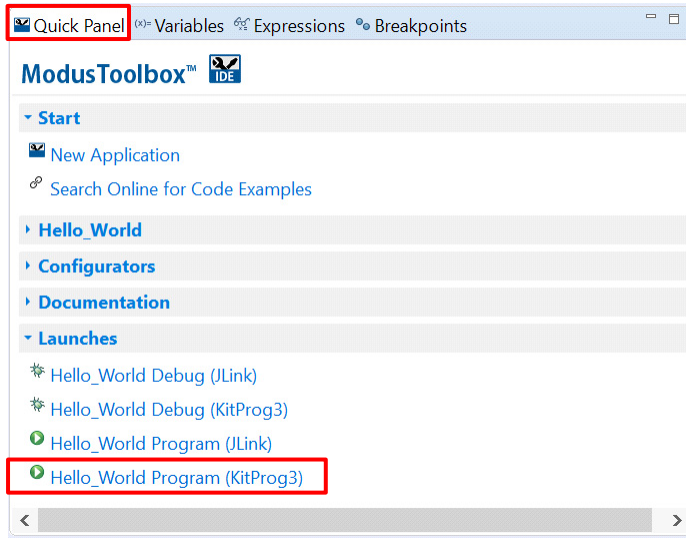 Quick Panel (x)= Variables Expressions Breakpoints
ModusToolbox™ IDE
Start
New Application
Search Online for Code Examples
Hello_World
Configurators
Documentation
Launches
Hello_World Debug (JLink)
Hello_World Debug (KitProg3)
Hello_World Program (JLink)
Hello_World Program (KitProg3)